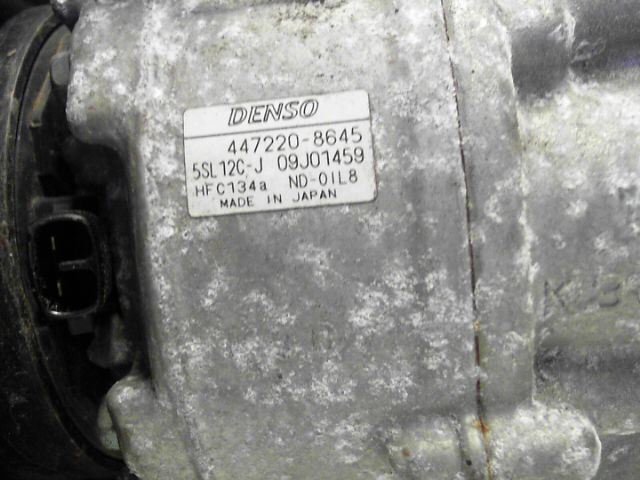 DENSO
447220-8645
5SL12C-J 09J01459
HFC134a ND-OIL8
MADE IN JAPAN